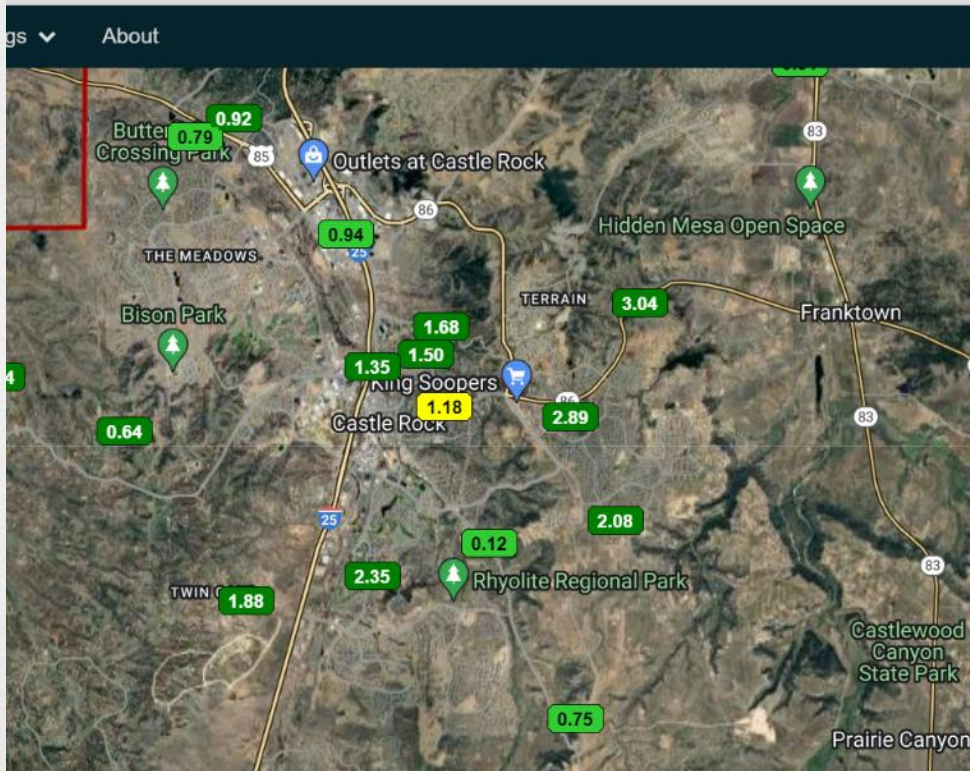 gs About
83
0.92
Butter
0.79
Crossing Park
85
Outlets at Castle Rock
86
Hidden Mesa Open Space
0.94
25
THE MEADOWS
TERRAIN
3.04
Bison Park
Franktown
1.68
1.50
1.35
King Soopers
4
1.18
86
2.89
Castle Rock
83
0.64
25
2.08
0.12
83
2.35
Rhyolite Regional Park
TWIN
1.88
Castlewood
Canyon
State Park
0.75
Prairie Canyon